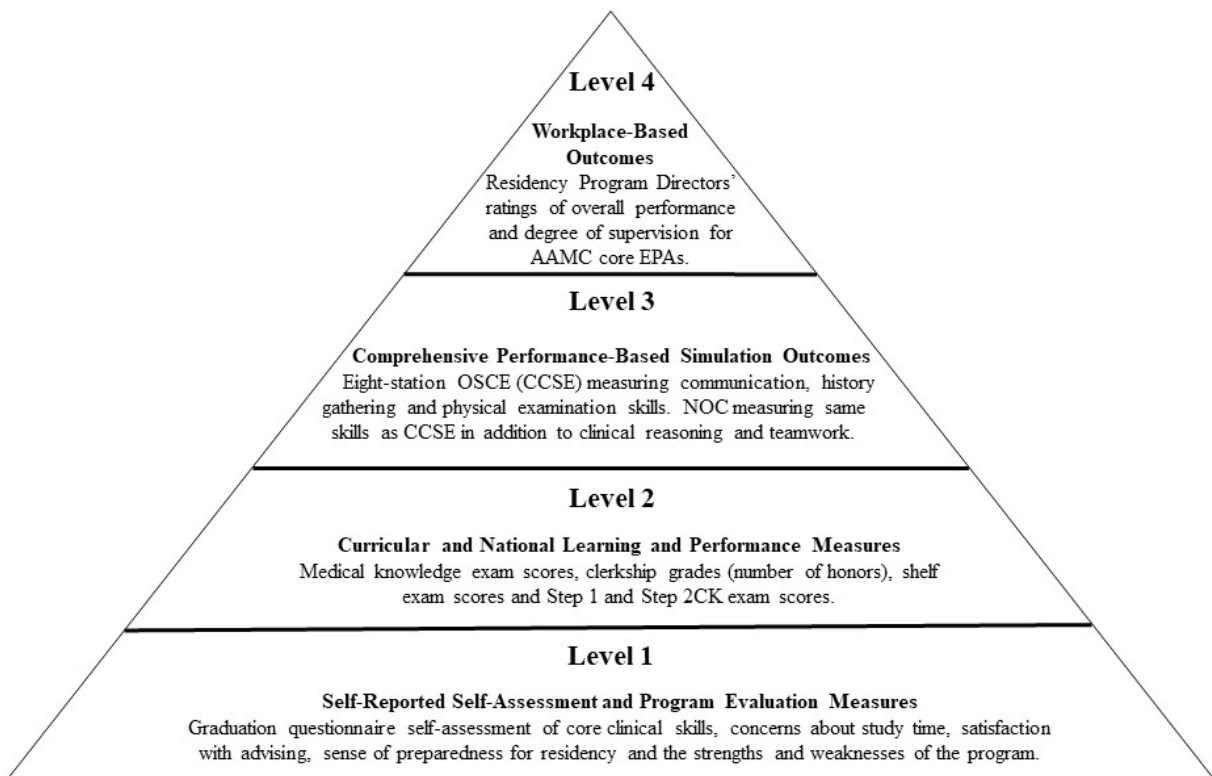 Level 4
Workplace-Based
Outcomes
Residency Program Directors'
ratings of overall performance
and degree of supervision for
AAMC core EPAs.
Level 3
Comprehensive Performance-Based Simulation Outcomes
Eight-station OSCE (CCSE) measuring communication, history
gathering and physical examination skills. NOC measuring same
skills as CCSE in addition to clinical reasoning and teamwork.
Level 2
Curricular and National Learning and Performance Measures
Medical knowledge exam scores, clerkship grades (number of honors), shelf
exam scores and Step 1 and Step 2CK exam scores.
Level 1
Self-Reported Self-Assessment and Program Evaluation Measures
Graduation questionnaire self-assessment of core clinical skills, concerns about study time, satisfaction
with advising, sense of preparedness for residency and the strengths and weaknesses of the program.